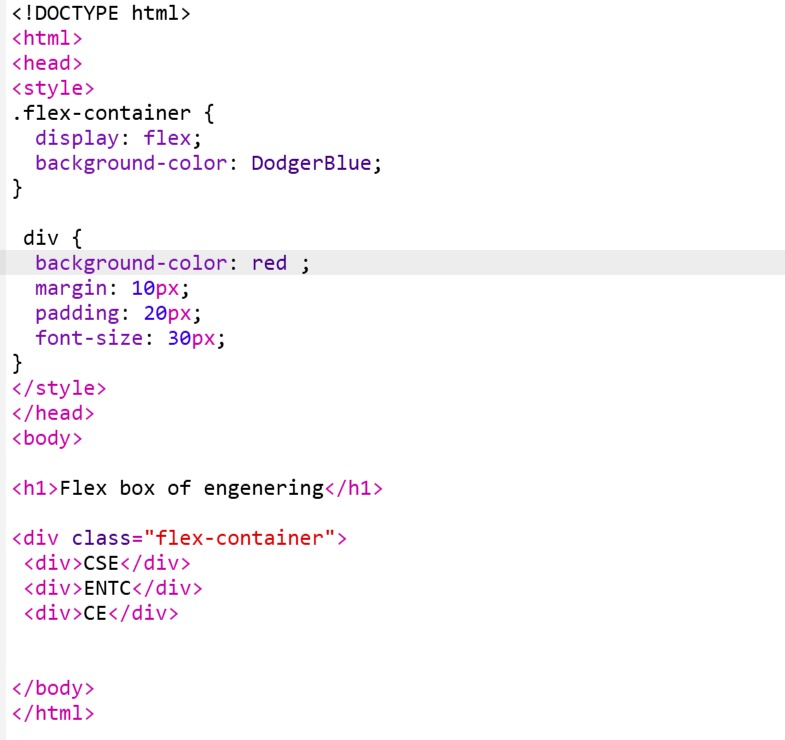 <!DOCTYPE html>
<html>
<head>
<style>
.flex-container {
  display: flex;
  background-color: DodgerBlue;
}
 div {
  background-color: red ;
  margin: 10px;
  padding: 20px;
  font-size: 30px;
}
</style>
</head>
<body>
<h1>Flex box of engenering</h1>
<div class="flex-container">
 <div>CSE</div>
 <div>ENTC</div>
 <div>CE</div>
</body>
</html>